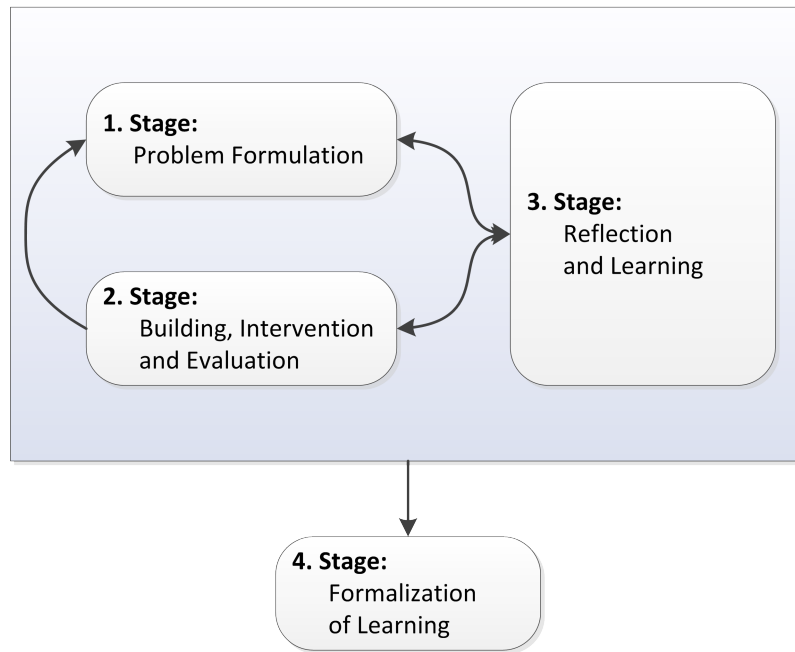 1. Stage:
Problem Formulation
2. Stage:
Building, Intervention
and Evaluation
3. Stage:
Reflection
and Learning
4. Stage:
Formalization
of Learning